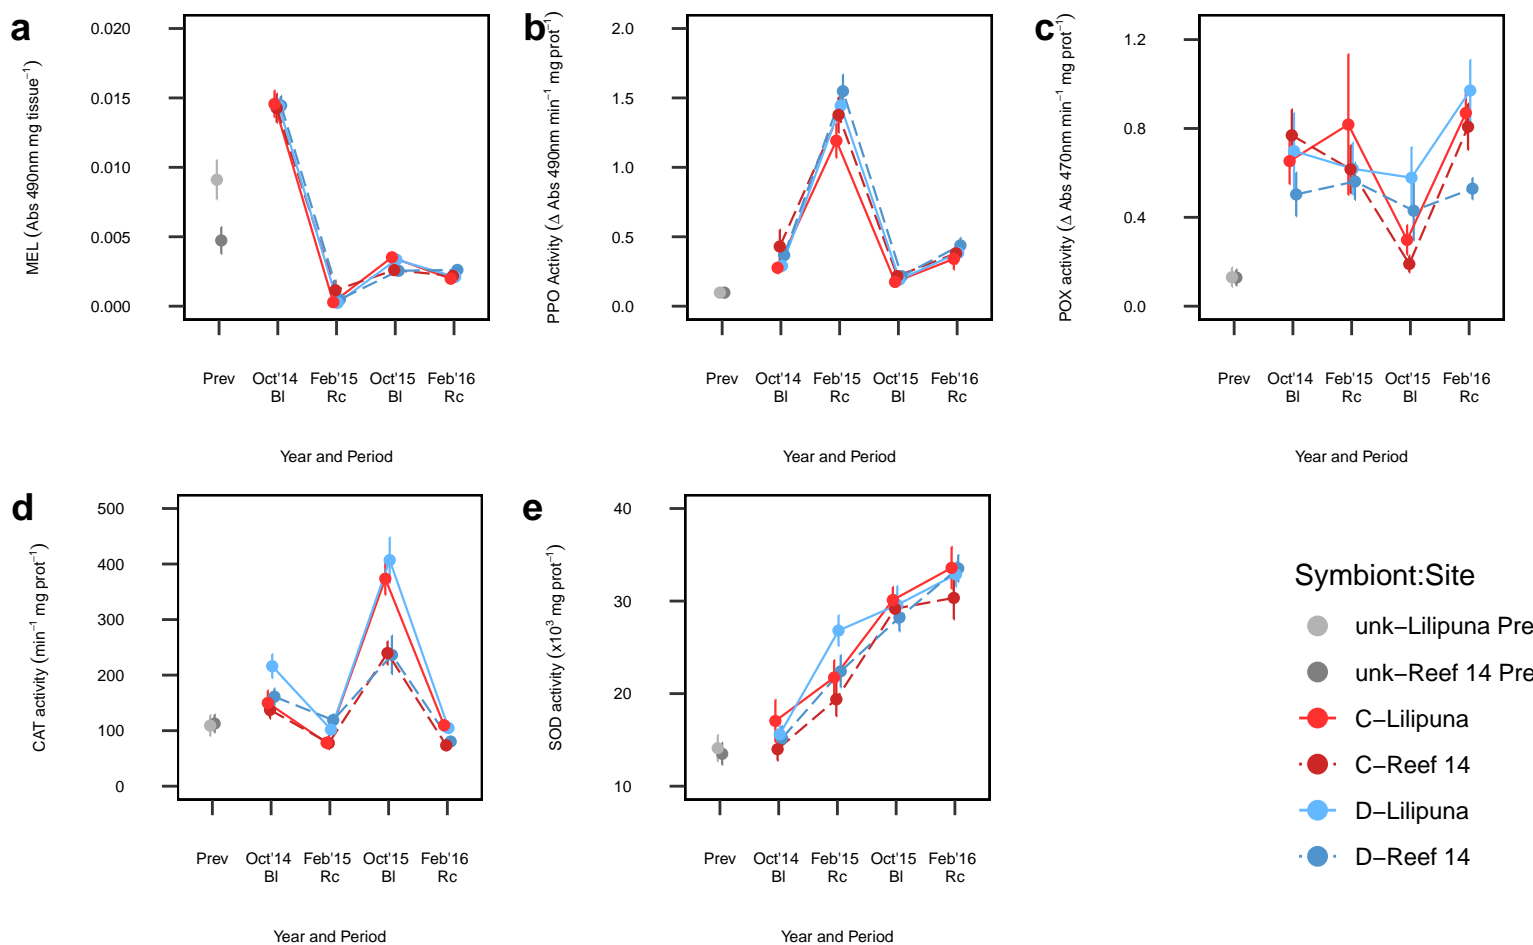 a
MEL (Abs 490nm mg tissue⁻¹)
0.020
0.015
0.010
0.005
0.000
Prev Oct'14 Feb'15 Oct'15 Feb'16
Bl Rc Bl Rc
Year and Period
b
PPO Activity (Δ Abs 490nm min⁻¹ mg prot⁻¹)
2.0
1.5
1.0
0.5
0.0
Prev Oct'14 Feb'15 Oct'15 Feb'16
Bl Rc Bl Rc
Year and Period
c
POX activity (Δ Abs 470nm min⁻¹ mg prot⁻¹)
1.2
0.8
0.4
0.0
Prev Oct'14 Feb'15 Oct'15 Feb'16
Bl Rc Bl Rc
Year and Period
d
CAT activity (min⁻¹ mg prot⁻¹)
500
400
300
200
100
0
Prev Oct'14 Feb'15 Oct'15 Feb'16
Bl Rc Bl Rc
Year and Period
e
SOD activity (x10³ mg prot⁻¹)
40
30
20
10
Prev Oct'14 Feb'15 Oct'15 Feb'16
Bl Rc Bl Rc
Year and Period
Symbiont:Site
unk−Lilipuna Pre
unk−Reef 14 Pre
C−Lilipuna
C−Reef 14
D−Lilipuna
D−Reef 14